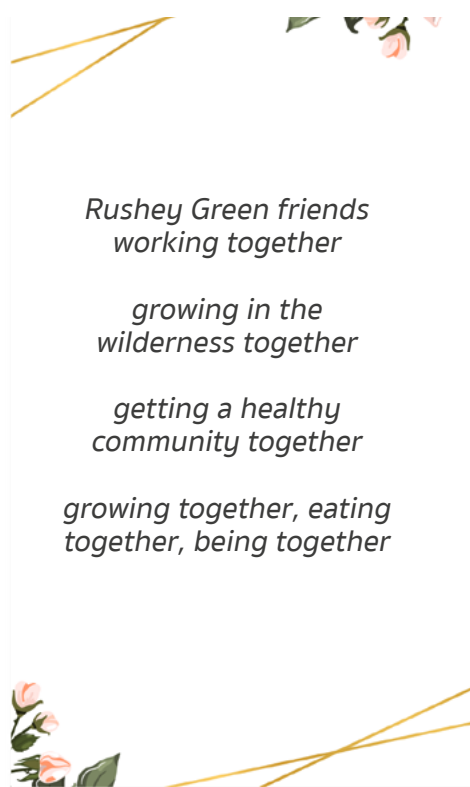 Rushey Green friends
working together
growing in the
wilderness together
getting a healthy
community together
growing together, eating
together, being together